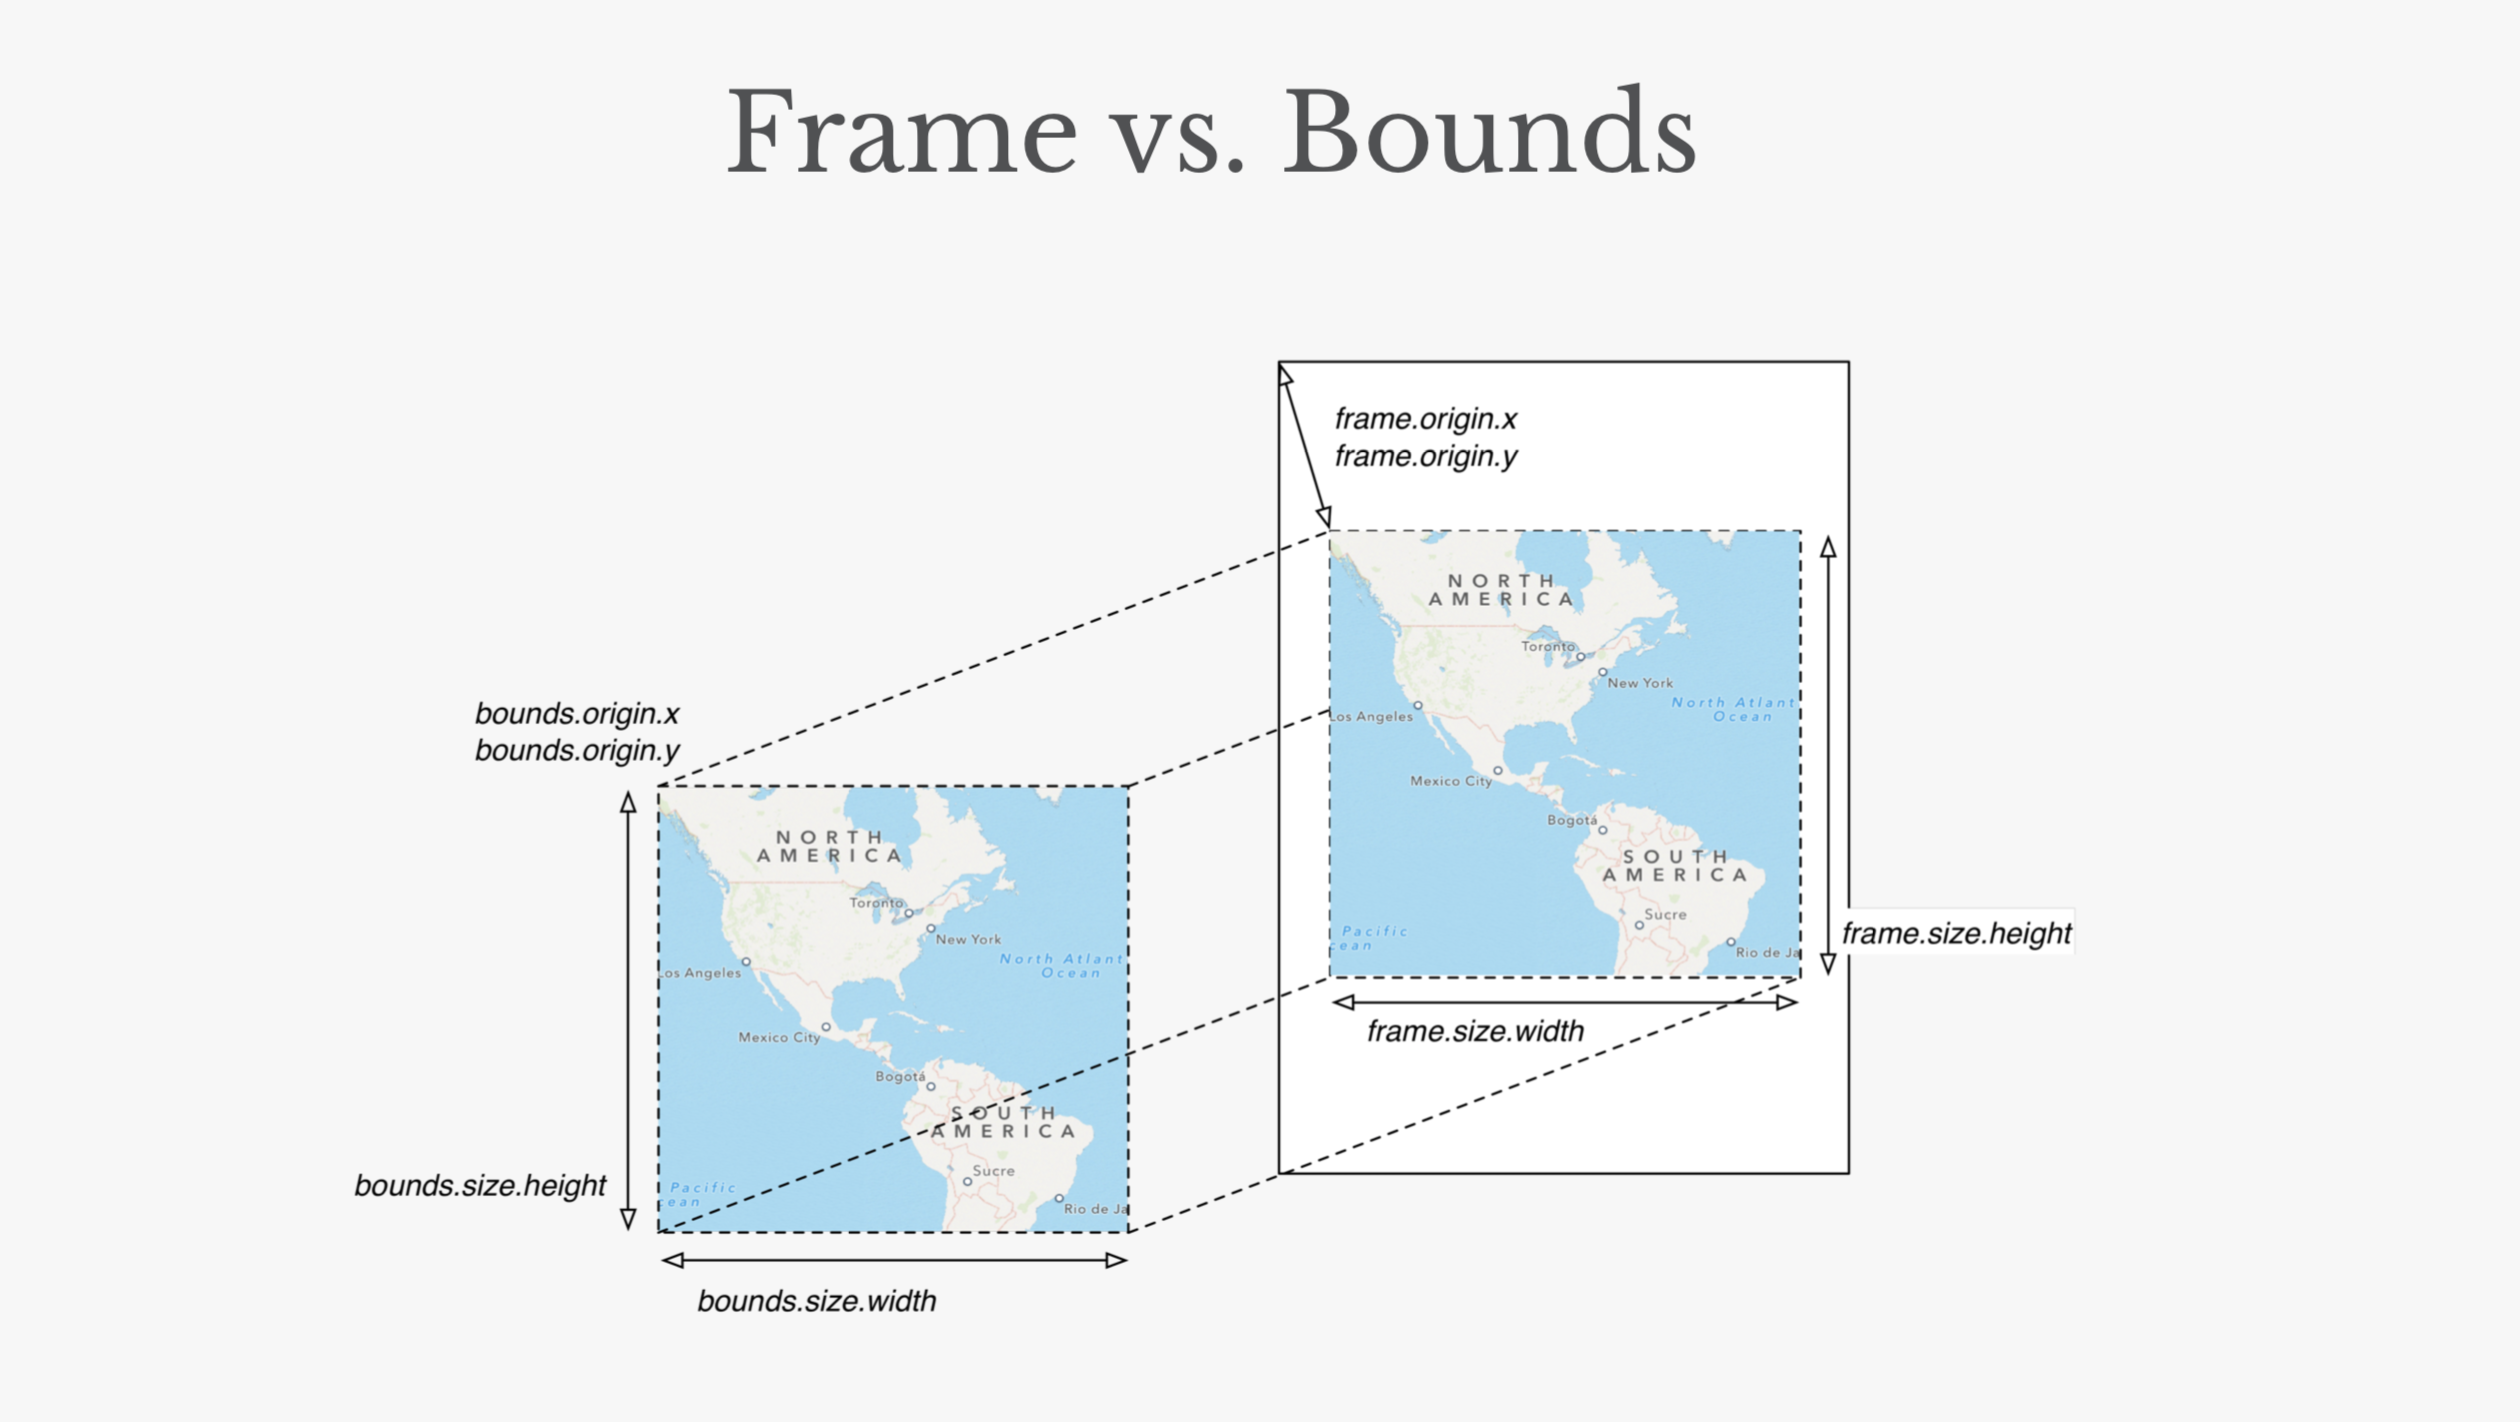 Frame vs. Bounds
frame.origin.x
frame.origin.y
NORTH
AMERICA
Toronto
New York
North Atlant
Ocean
Los Angeles
Mexico City
Bogotá
SOUTH
AMERICA
Sucre
Pacific
cean
Rio de Ja
frame.size.height
frame.size.width
bounds.origin.x
bounds.origin.y
NORTH
AMERICA
Toronto
New York
North Atlant
Ocean
Los Angeles
Mexico City
Bogotá
SOUTH
AMERICA
Sucre
Pacific
cean
Rio de Ja
bounds.size.height
bounds.size.width